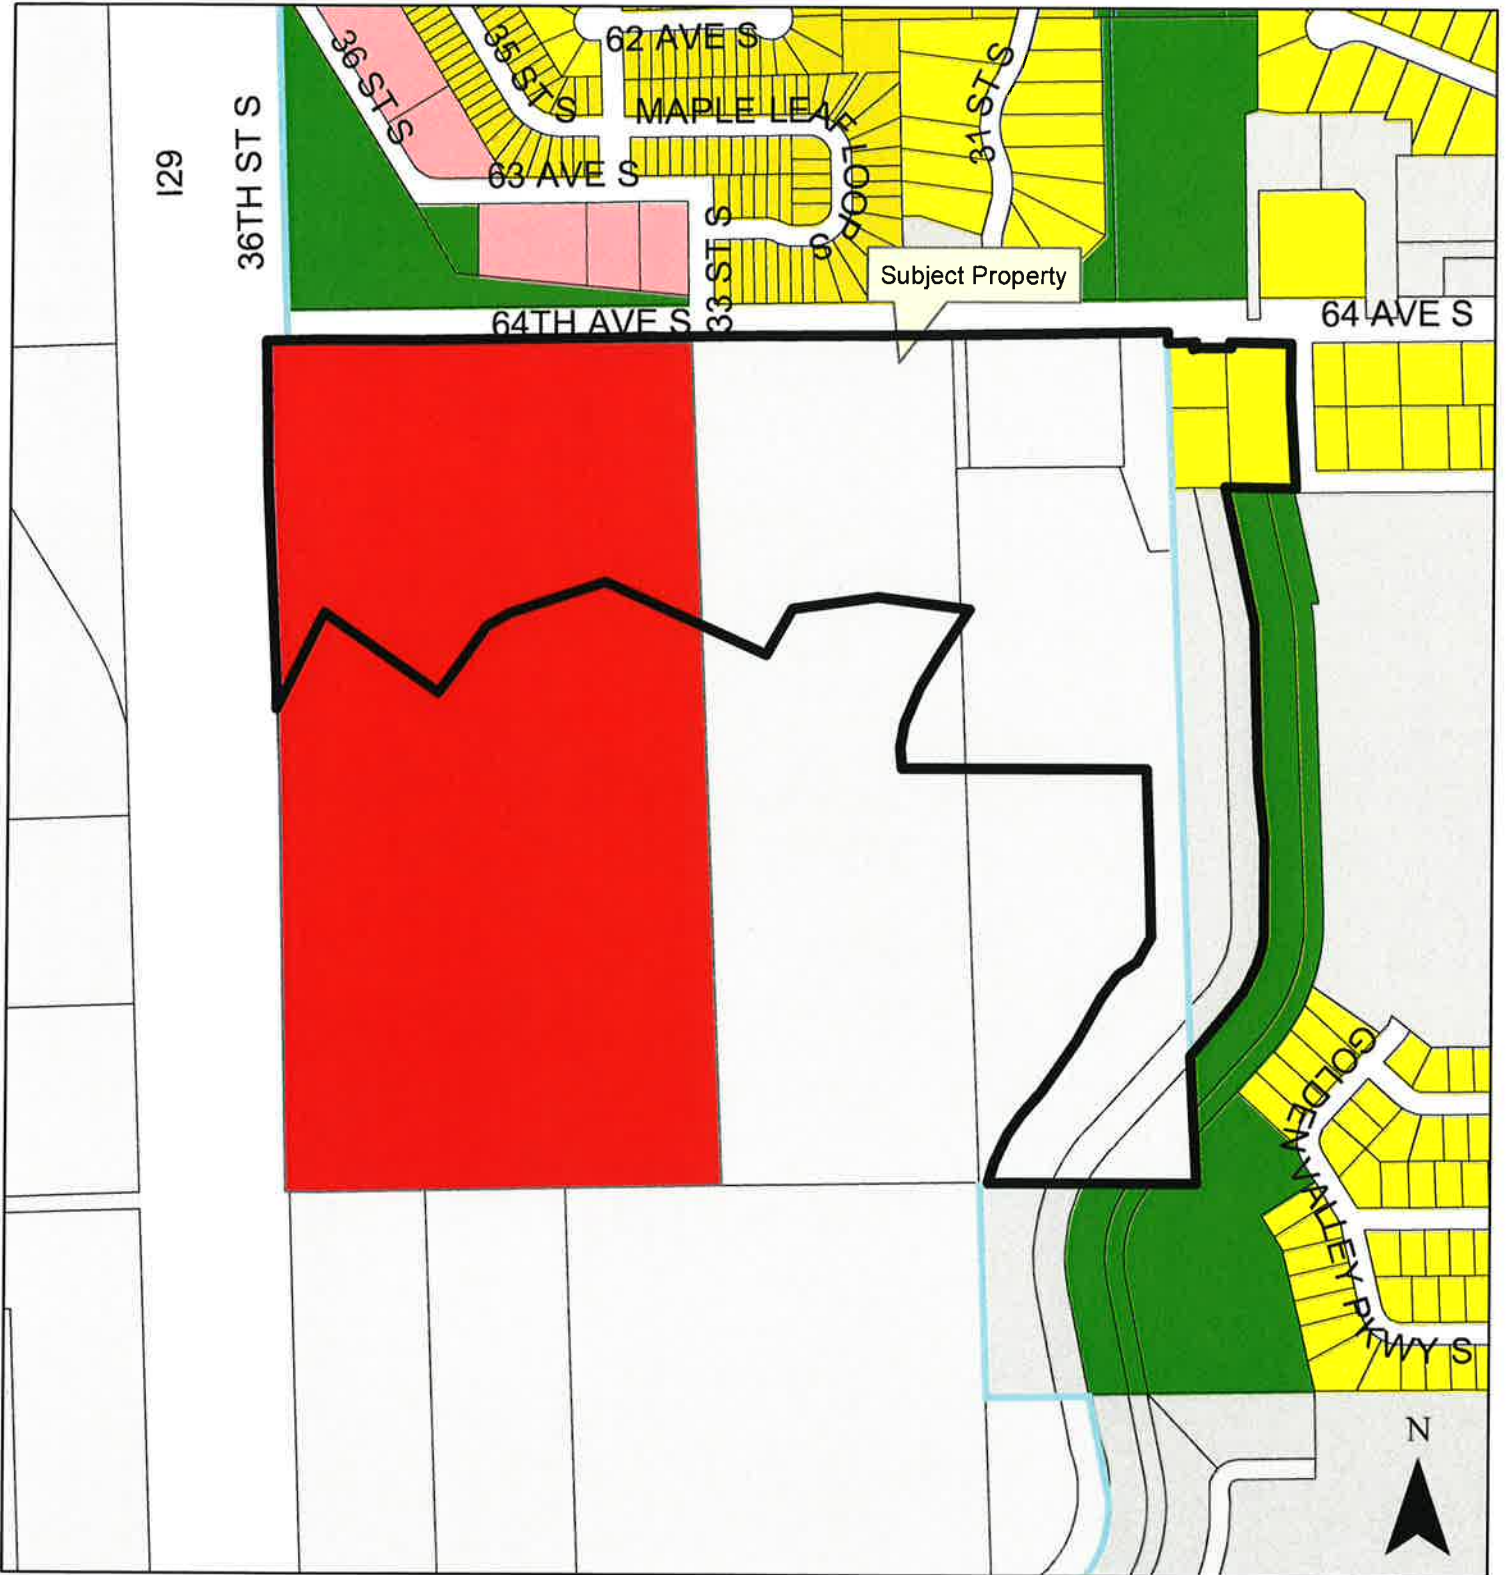 62 AVE S
36 ST S
35 ST S
31 ST S
MAPLE LEAF LOOP S
I29
36TH ST S
63 AVE S
33 ST S
Subject Property
64TH AVE S
64 AVE S
GOLDEN VALLEY PKWY S
N